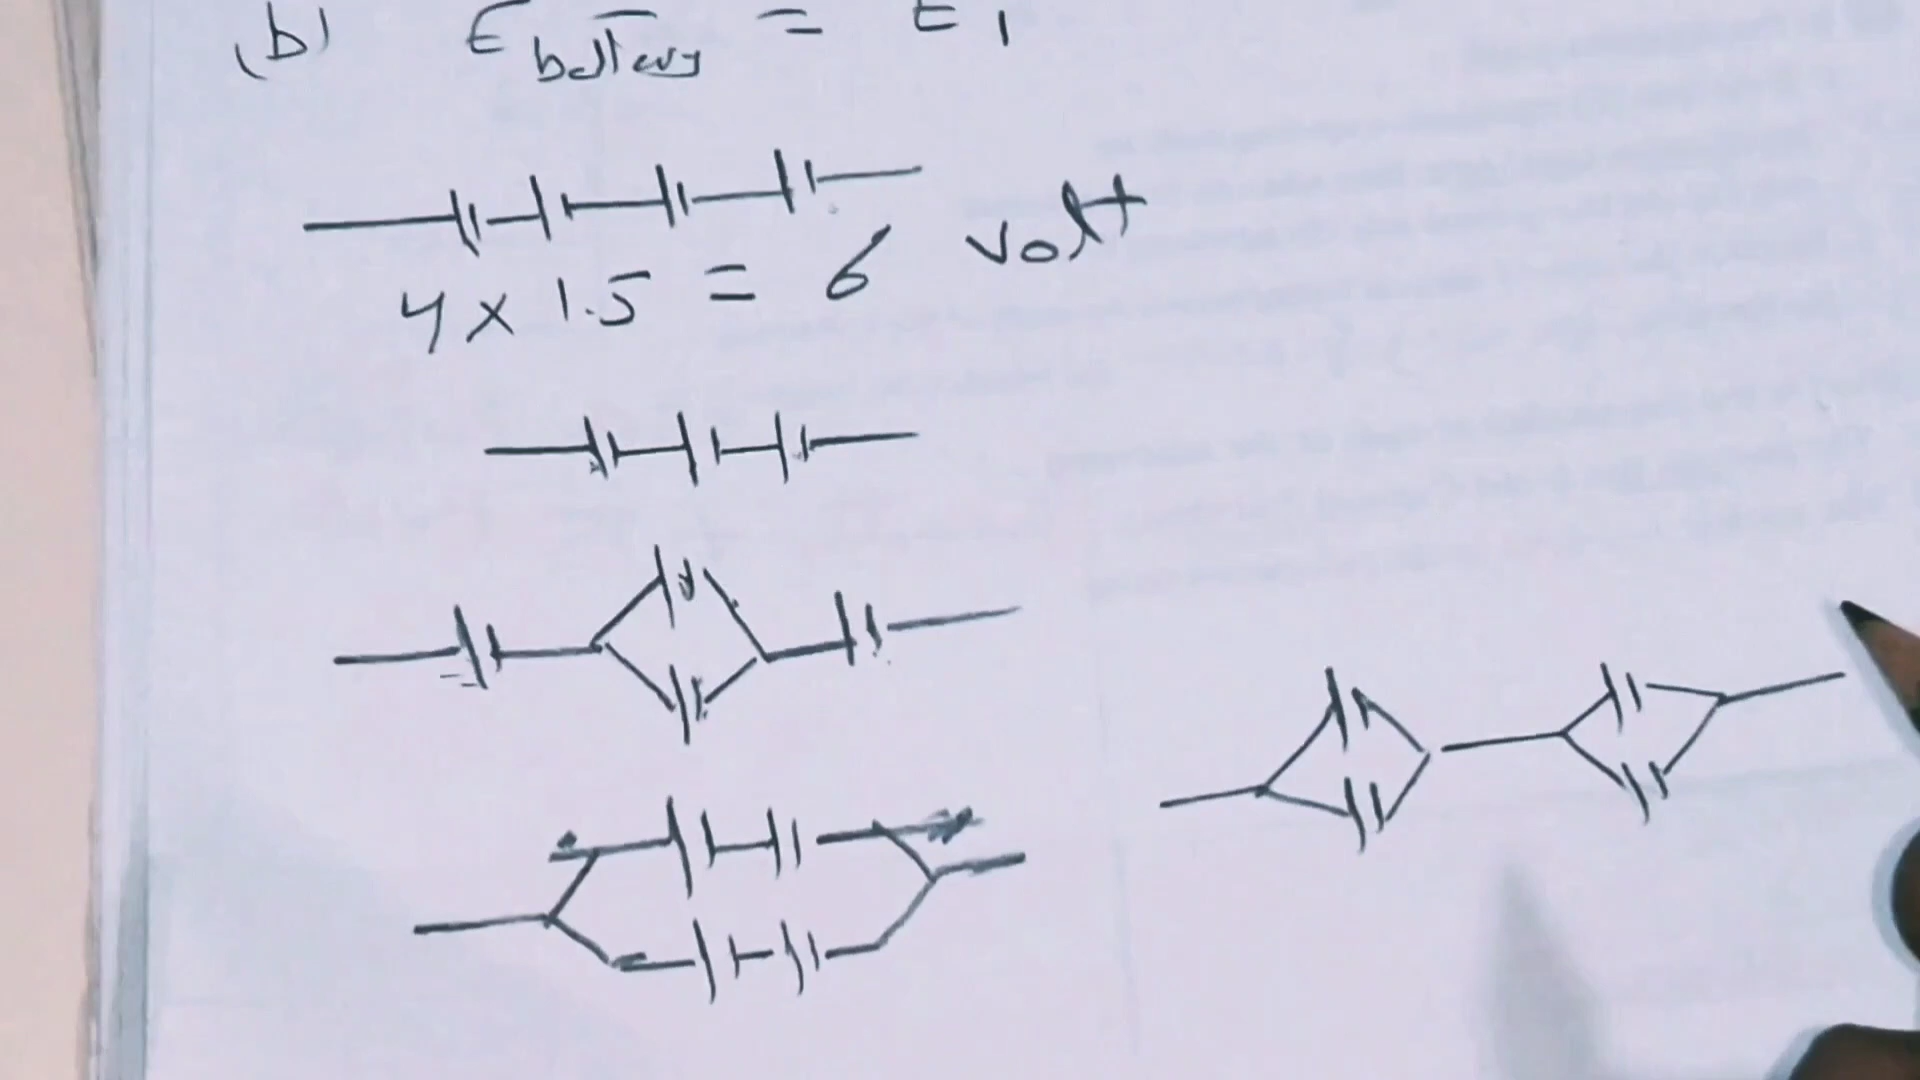 (b) E battery = E1
4 x 1.5 = 6 volt